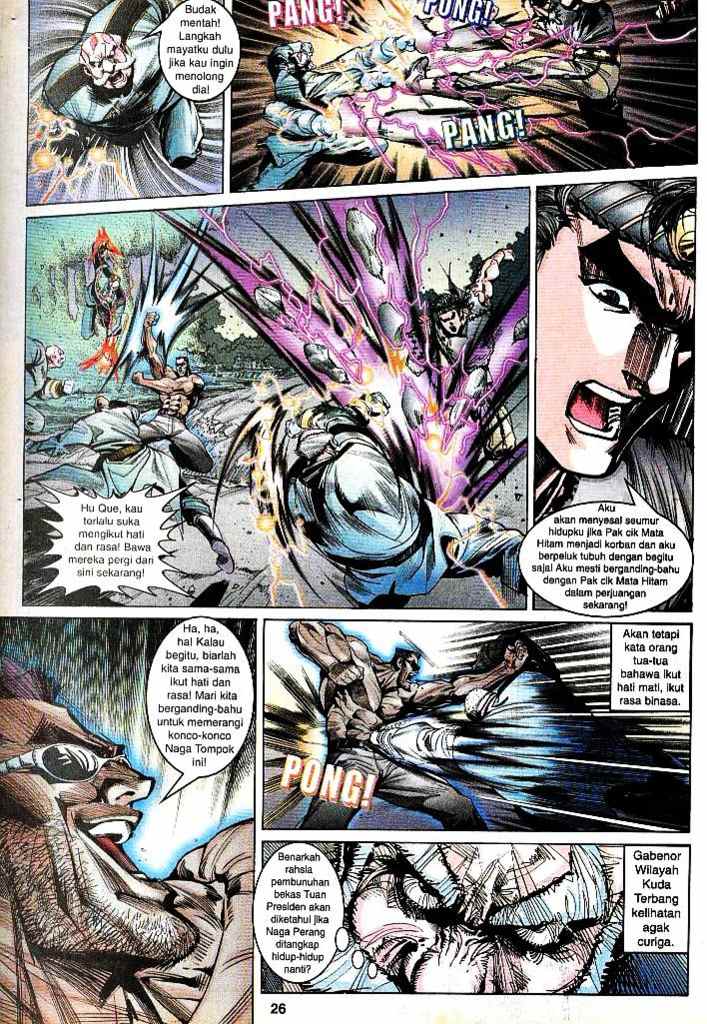 Budak
mentah!
Langkah
mayatku dulu
jika kau ingin
menolong
dia!
PANG!
PONG!
PANG!
Hu Que, kau
terlalu suka
mengikut hati
dan rasa! Bawa
mereka pergi dari
sini sekarang!
Aku
akan menyesal seumur
hidupku jika Pak cik Mata
Hitam menjadi korban dan aku
berpeluk tubuh dengan begitu
saja! Aku mesti berganding-bahu
dengan Pak cik Mata Hitam
dalam perjuangan
sekarang!
Ha, ha,
ha! Kalau
begitu, biarlah
kita sama-sama
ikut hati dan
rasa! Mari kita
berganding-bahu
untuk memerangi
konco-konco
Naga Tompok
ini!
Akan tetapi
kata orang
tua-tua
bahawa ikut
hati mati, ikut
rasa binasa.
PONG!
Benarkah
rahsia
pembunuhan
bekas Tuan
Presiden akan
diketahui jika
Naga Perang
ditangkap
hidup-hidup
nanti?
Gabenor
Wilayah
Kuda
Terbang
kelihatan
agak
curiga.
26